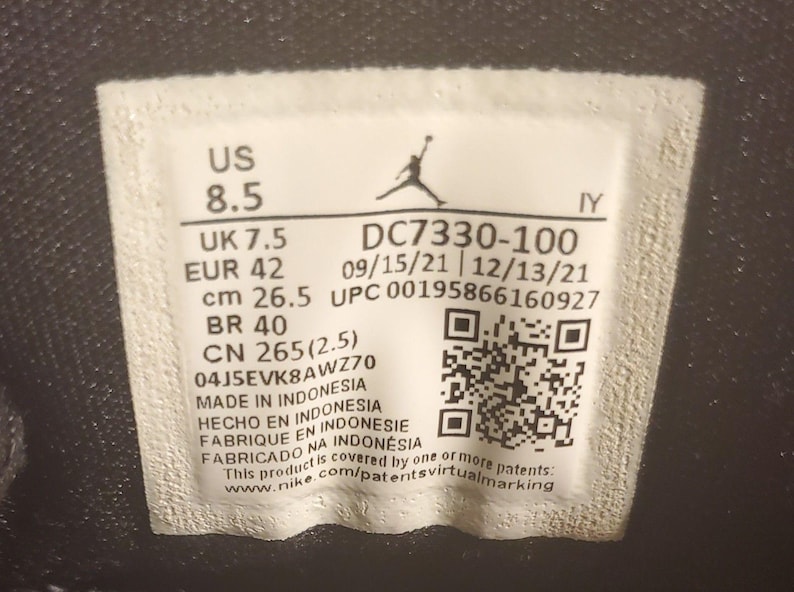 US
8.5
IY
UK 7.5
DC7330-100
EUR 42
09/15/21 | 12/13/21
cm 26.5
UPC 00195866160927
BR 40
CN 265(2.5)
04J5EVK8AWZ70
MADE IN INDONESIA
HECHO EN INDONESIA
FABRIQUE EN INDONESIE
FABRICADO NA INDONÉSIA
This product is covered by one or more patents:
www.nike.com/patentsvirtualmarking